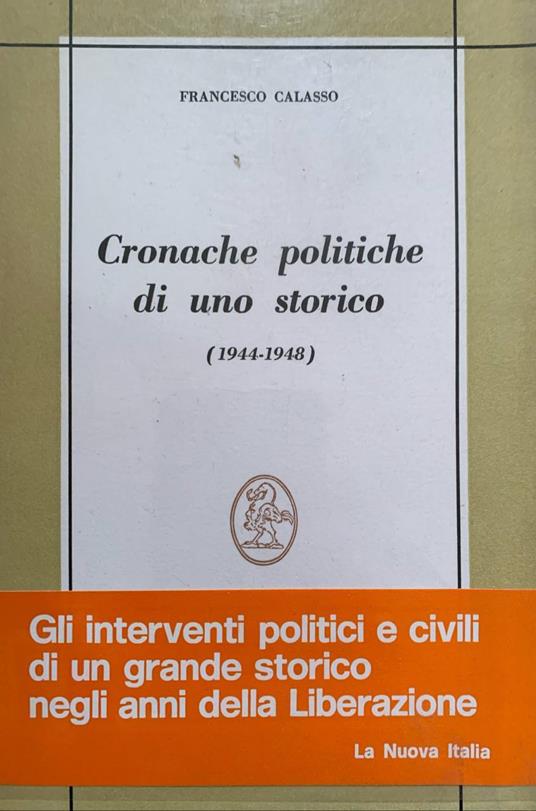 FRANCESCO CALASSO
Cronache politiche
di uno storico
(1944-1948)
Gli interventi politici e civili
di un grande storico
negli anni della Liberazione
La Nuova Italia